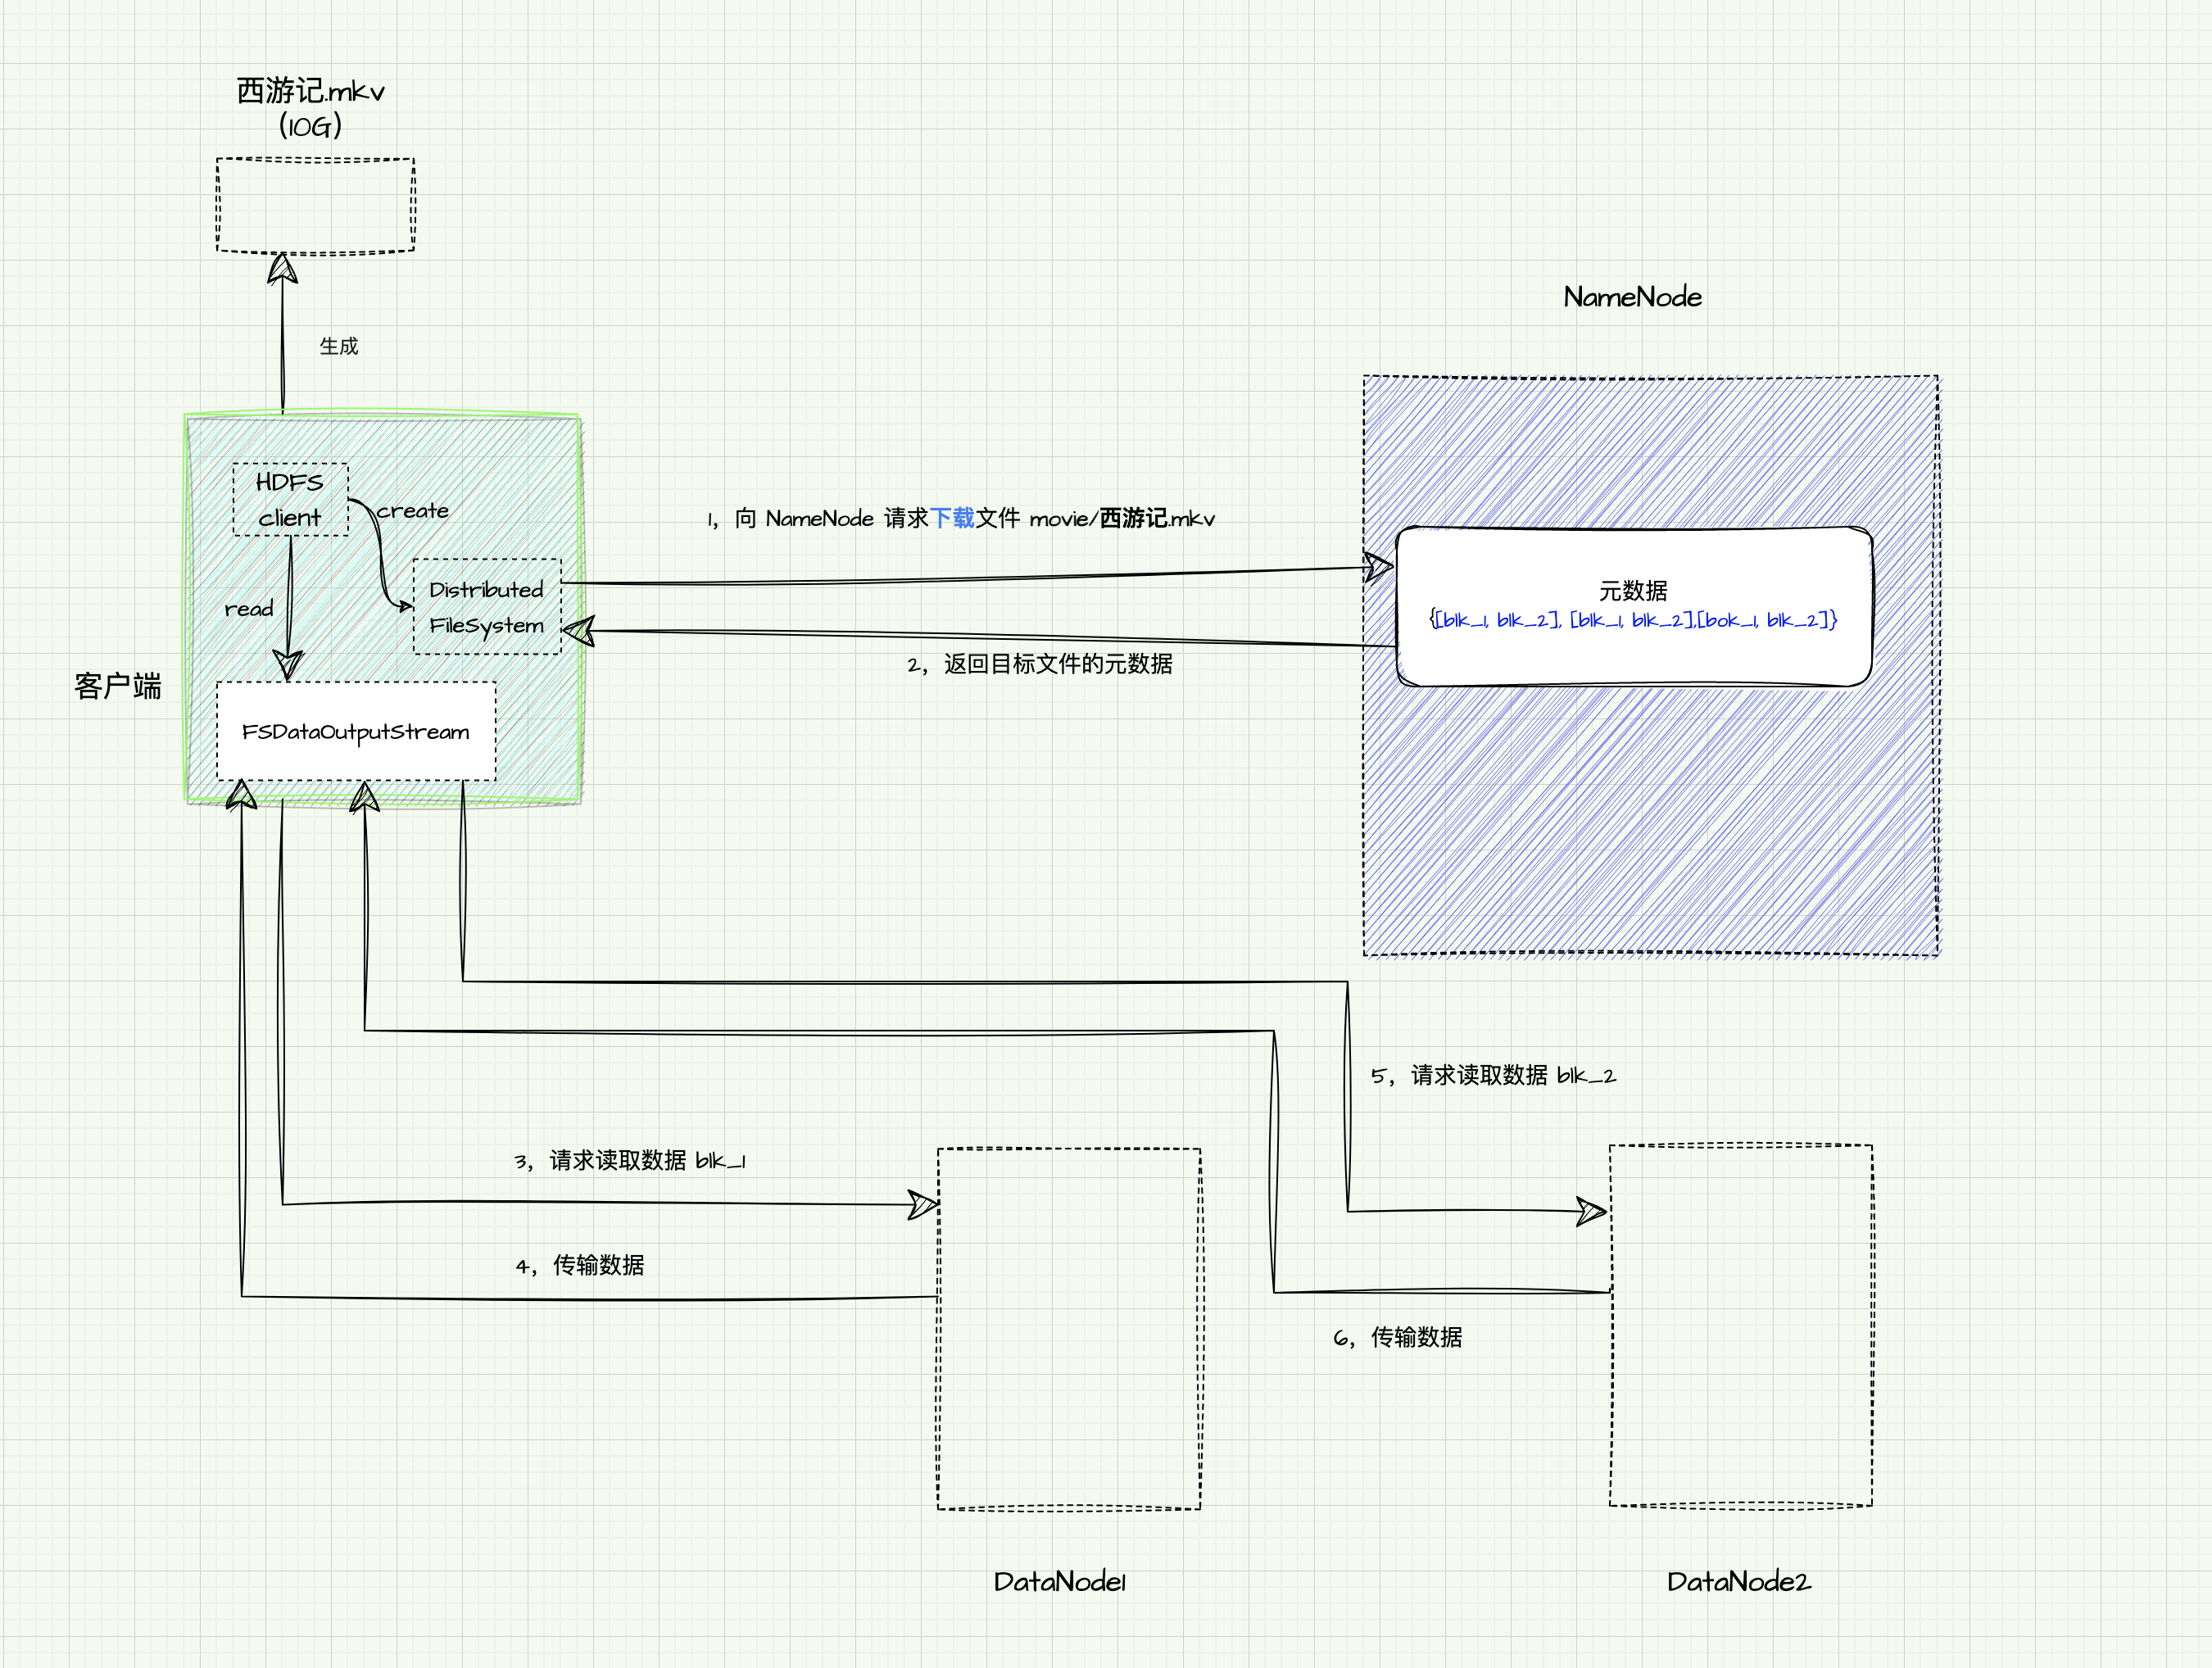 西游记.mkv
（10G）
生成
NameNode
HDFS
client
create
read
Distributed
FileSystem
客户端
FSDataOutputStream
1，向 NameNode 请求下载文件 movie/西游记.mkv
2，返回目标文件的元数据
元数据
{[blk_1, blk_2], [blk_1, blk_2],[bok_1, blk_2]}
5，请求读取数据 blk_2
3，请求读取数据 blk_1
4，传输数据
6，传输数据
DataNode1
DataNode2